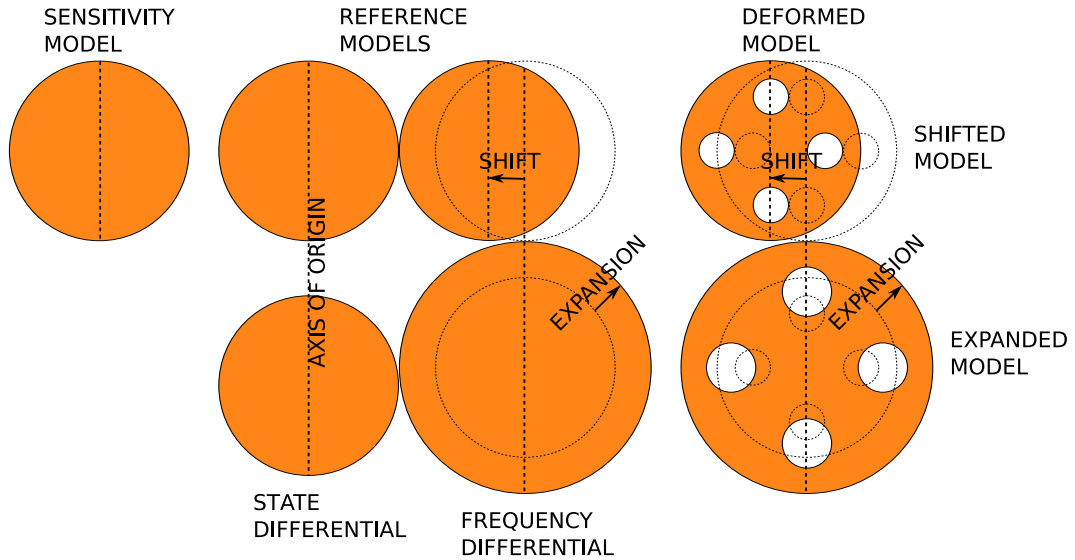 SENSITIVITY
MODEL
REFERENCE
MODELS
DEFORMED
MODEL
SHIFT
SHIFT
SHIFTED
MODEL
AXIS OF ORIGIN
EXPANSION
EXPANSION
EXPANDED
MODEL
STATE
DIFFERENTIAL
FREQUENCY
DIFFERENTIAL